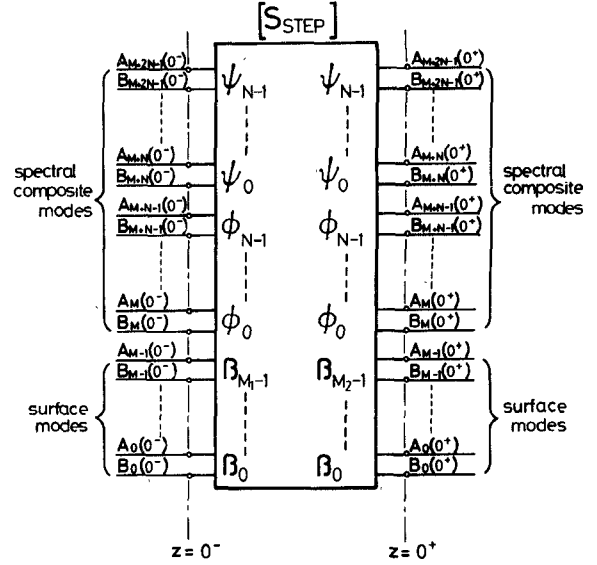 [S_STEP]
A_M+2N-1(0⁻) A_M+2N-1(0⁺)
B_M+2N-1(0⁻) ψ_N-1 ψ_N-1 B_M+2N-1(0⁺)
A_M+N(0⁻) A_M+N(0⁺)
B_M+N(0⁻) ψ_0 ψ_0 B_M+N(0⁺)
spectral composite modes
spectral composite modes
A_M+N-1(0⁻) A_M+N-1(0⁺)
B_M+N-1(0⁻) ϕ_N-1 ϕ_N-1 B_M+N-1(0⁺)
A_M(0⁻) A_M(0⁺)
B_M(0⁻) ϕ_0 ϕ_0 B_M(0⁺)
A_M-1(0⁻) A_M-1(0⁺)
B_M-1(0⁻) β_M₁-1 β_M₂-1 B_M-1(0⁺)
surface modes
surface modes
A_0(0⁻) A_0(0⁺)
B_0(0⁻) β_0 β_0 B_0(0⁺)
z = 0⁻ z = 0⁺